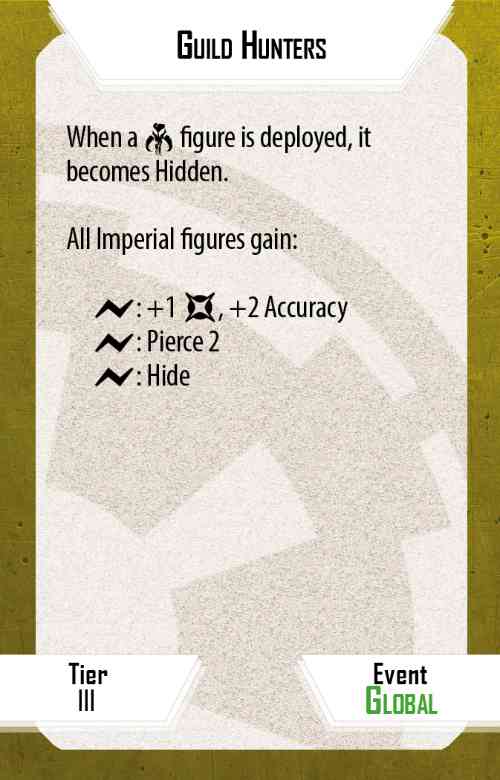 Guild Hunters
When a figure is deployed, it
becomes Hidden.
All Imperial figures gain:
: +1 , +2 Accuracy
: Pierce 2
: Hide
Tier
III
Event
Global